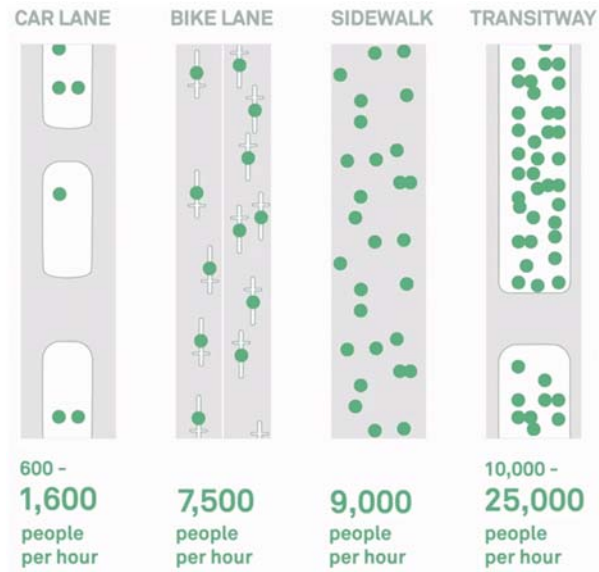 CAR LANE
BIKE LANE
SIDEWALK
TRANSITWAY
600 -
1,600
people
per hour
7,500
people
per hour
9,000
people
per hour
10,000 -
25,000
people
per hour